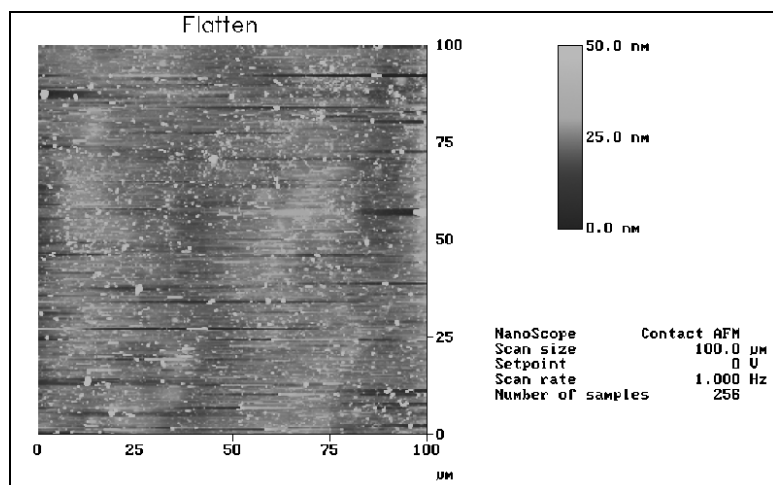 Flatten
100
75
50
25
0
0 25 50 75 100
μm
50.0 nm
25.0 nm
0.0 nm
NanoScope Contact AFM
Scan size 100.0 μm
Setpoint 0 V
Scan rate 1.000 Hz
Number of samples 256